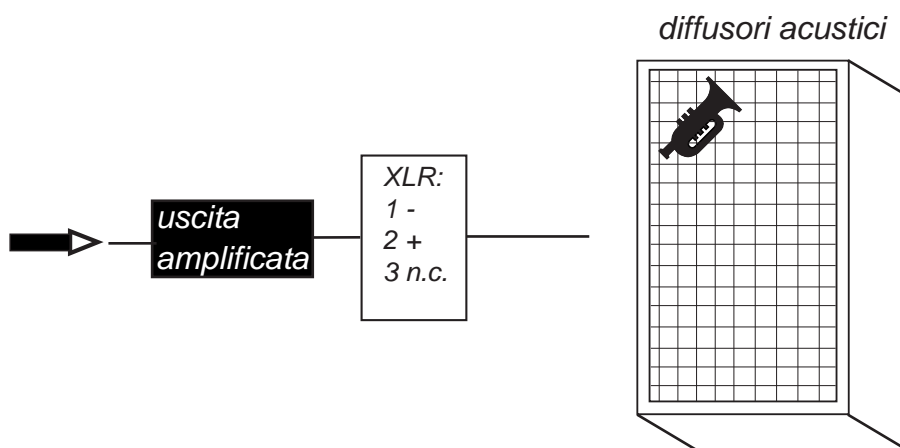 diffusori acustici
uscita
amplificata
XLR:
1 -
2 +
3 n.c.